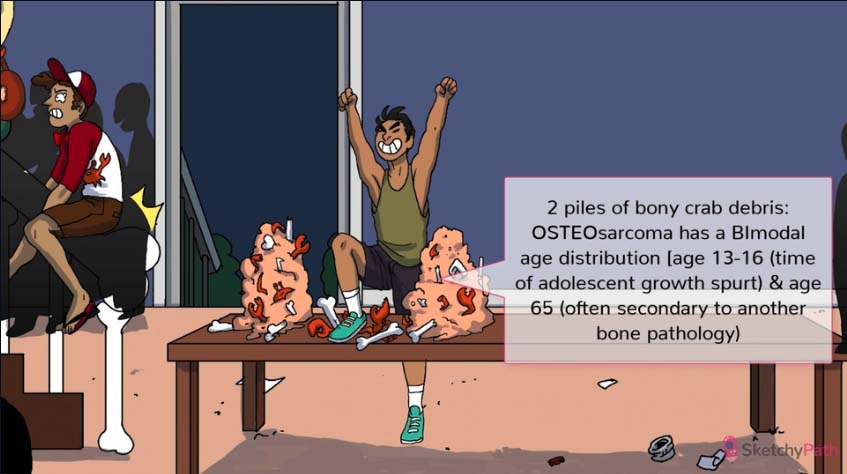 2 piles of bony crab debris:
OSTEOsarcoma has a BImodal
age distribution [age 13-16 (time
of adolescent growth spurt) & age
65 (often secondary to another
bone pathology)
SketchyPath